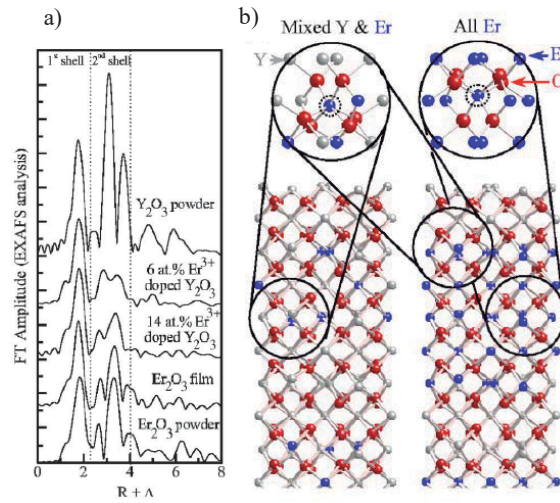 a)
b)
Mixed Y & Er
All Er
1st shell
2nd shell
Y
E
Y2O3 powder
6 at.% Er3+
doped Y2O3
14 at.% Er3+
doped Y2O3
Er2O3 film
Er2O3 powder
FT Amplitude (EXAFS analysis)
0 2 4 6 8
R + Δ